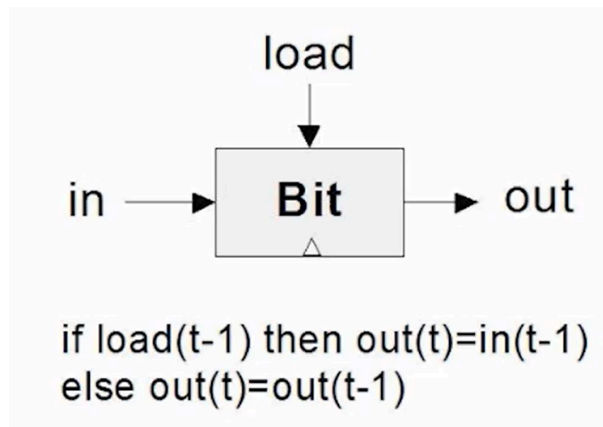 load
in Bit out
if load(t-1) then out(t)=in(t-1)
else out(t)=out(t-1)